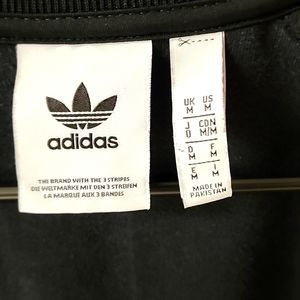 adidas
THE BRAND WITH THE 3 STRIPES
DIE WELTMARKE MIT DEN 3 STREIFEN
LA MARQUE AUX 3 BANDES
UK US
M M
J CDN
O M/M
D F
M M
E I
M M
MADE IN
PAKISTAN